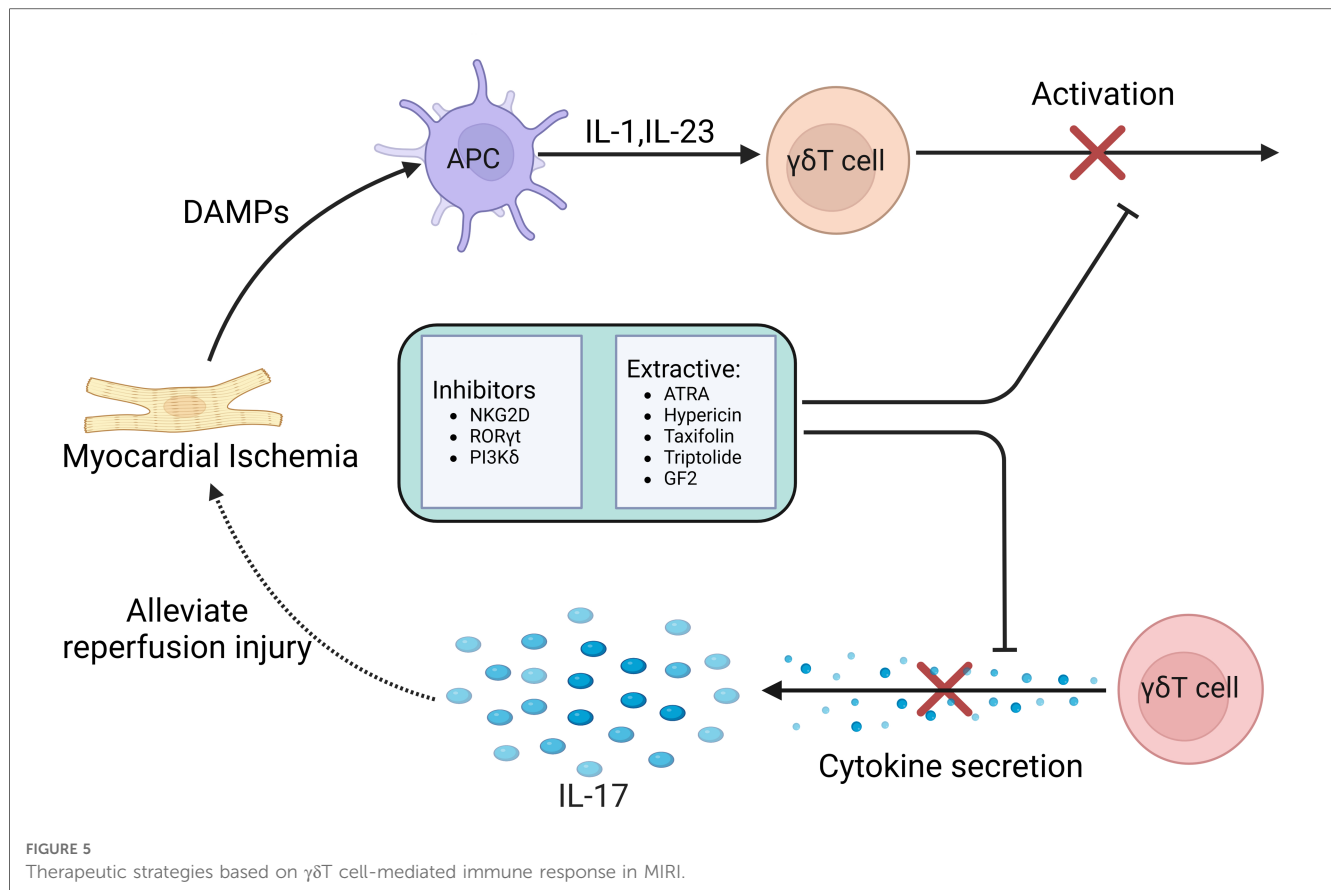 Activation
IL-1,IL-23
APC
γδT cell
DAMPs
Inhibitors
• NKG2D
• RORγt
• PI3Kδ
Extractive:
• ATRA
• Hypericin
• Taxifolin
• Triptolide
• GF2
Myocardial Ischemia
Alleviate
reperfusion injury
γδT cell
Cytokine secretion
IL-17
FIGURE 5
Therapeutic strategies based on γδT cell-mediated immune response in MIRI.